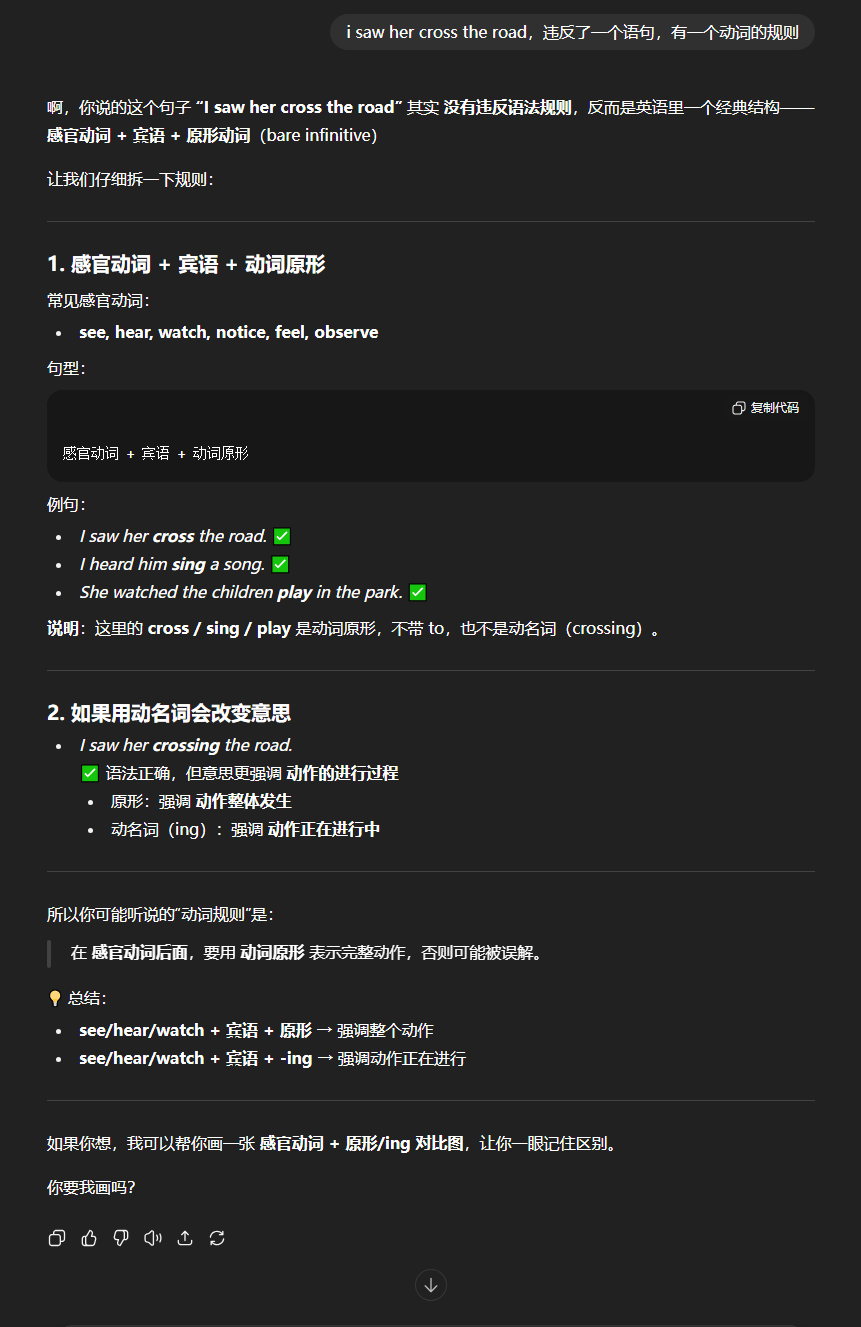 i saw her cross the road，违反了一个语句，有一个动词的规则
啊，你说的这个句子 “I saw her cross the road” 其实 没有违反语法规则，反而是英语里一个经典结构——
感官动词 + 宾语 + 原形动词（bare infinitive）
让我们仔细拆一下规则：
1. 感官动词 + 宾语 + 动词原形
常见感官动词：
• see, hear, watch, notice, feel, observe
句型：
复制代码
感官动词 + 宾语 + 动词原形
例句：
• I saw her cross the road. ✅
• I heard him sing a song. ✅
• She watched the children play in the park. ✅
说明：这里的 cross / sing / play 是动词原形，不带 to，也不是动名词（crossing）。
2. 如果用动名词会改变意思
• I saw her crossing the road.
✅ 语法正确，但意思更强调 动作的进行过程
• 原形：强调 动作整体发生
• 动名词（ing）：强调 动作正在进行中
所以你可能听说的“动词规则”是：
在 感官动词后面，要用 动词原形 表示完整动作，否则可能被误解。
💡 总结：
• see/hear/watch + 宾语 + 原形 → 强调整个动作
• see/hear/watch + 宾语 + -ing → 强调动作正在进行
如果你想，我可以帮你画一张 感官动词 + 原形/ing 对比图，让你一眼记住区别。
你要我画吗？